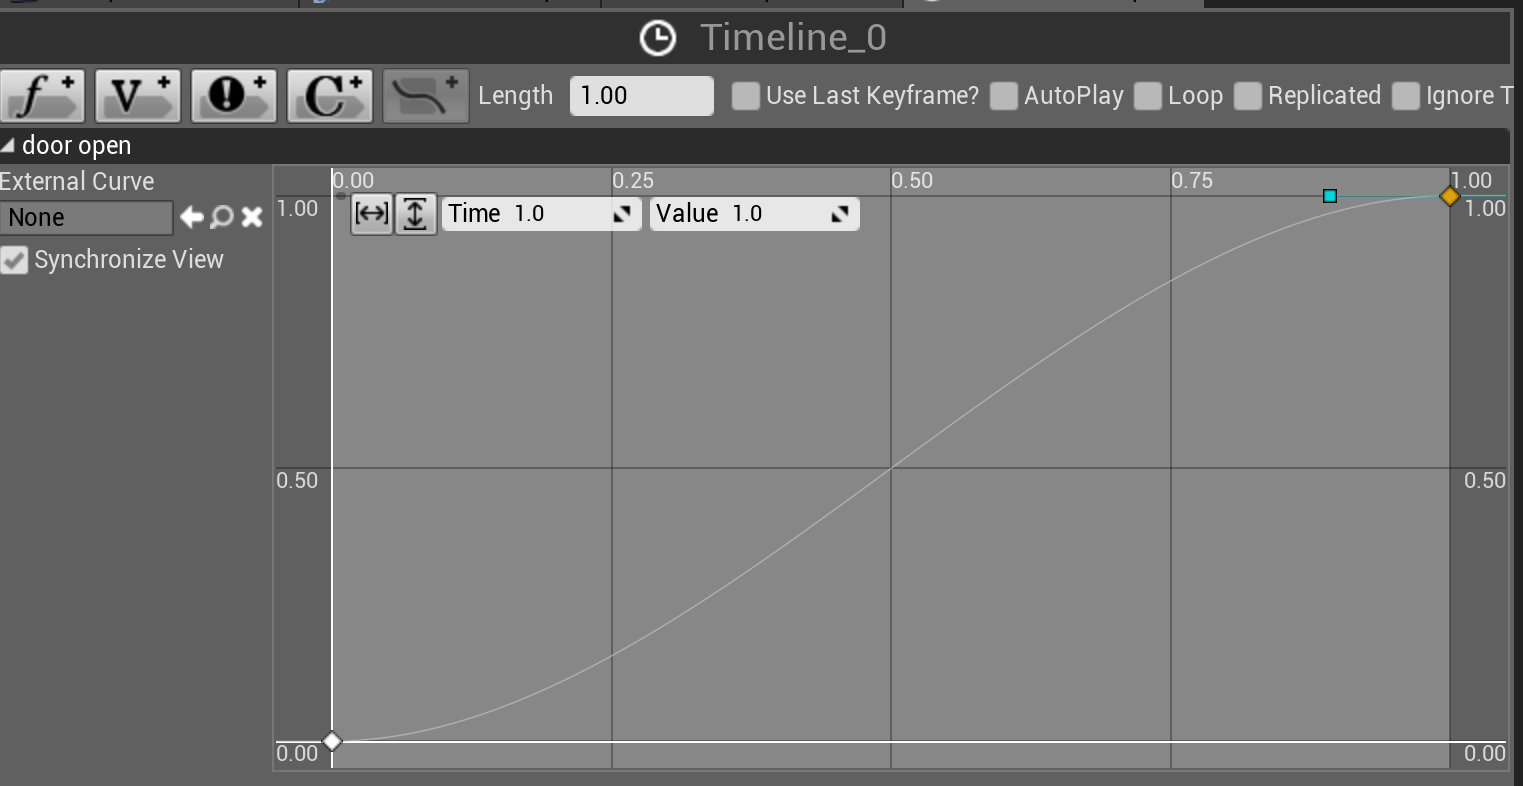 Timeline_0
f+ V+ !+ C+ + Length 1.00 Use Last Keyframe? AutoPlay Loop Replicated Ignore T
door open
External Curve
None
Synchronize View
0.00 0.25 0.50 0.75 1.00
1.00 Time 1.0 Value 1.0 1.00
0.50 0.50
0.00 0.00